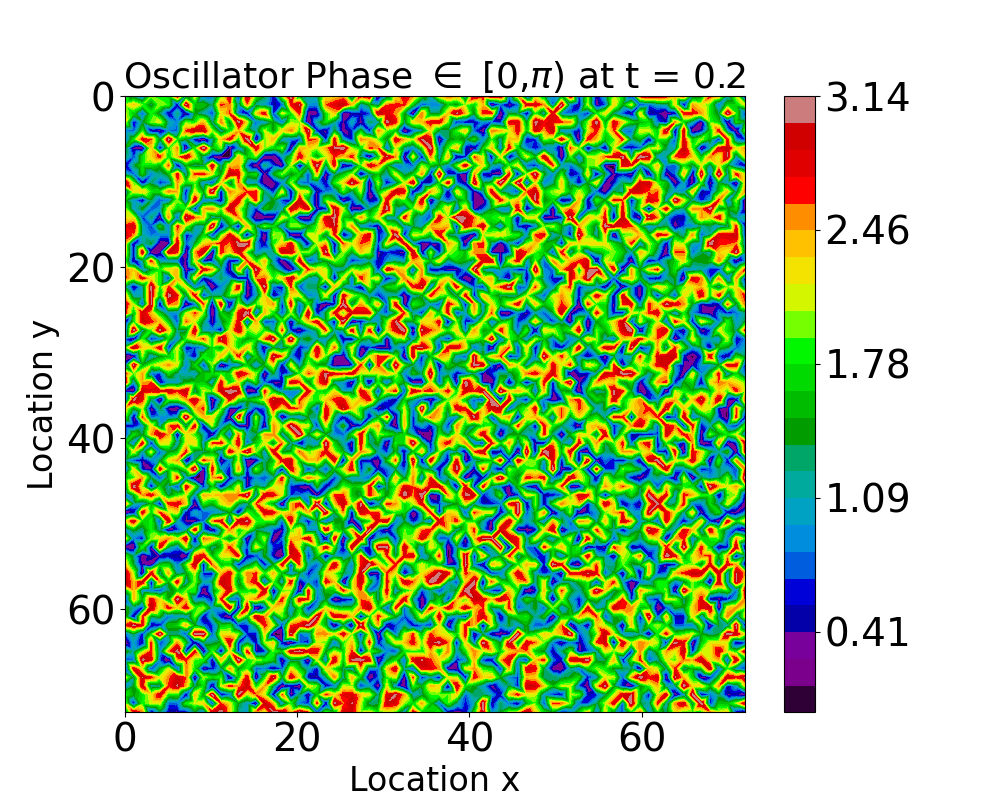 Oscillator Phase ∈ [0,π) at t = 0.2
0
20
40
60
Location y
0 20 40 60
Location x
3.14
2.46
1.78
1.09
0.41